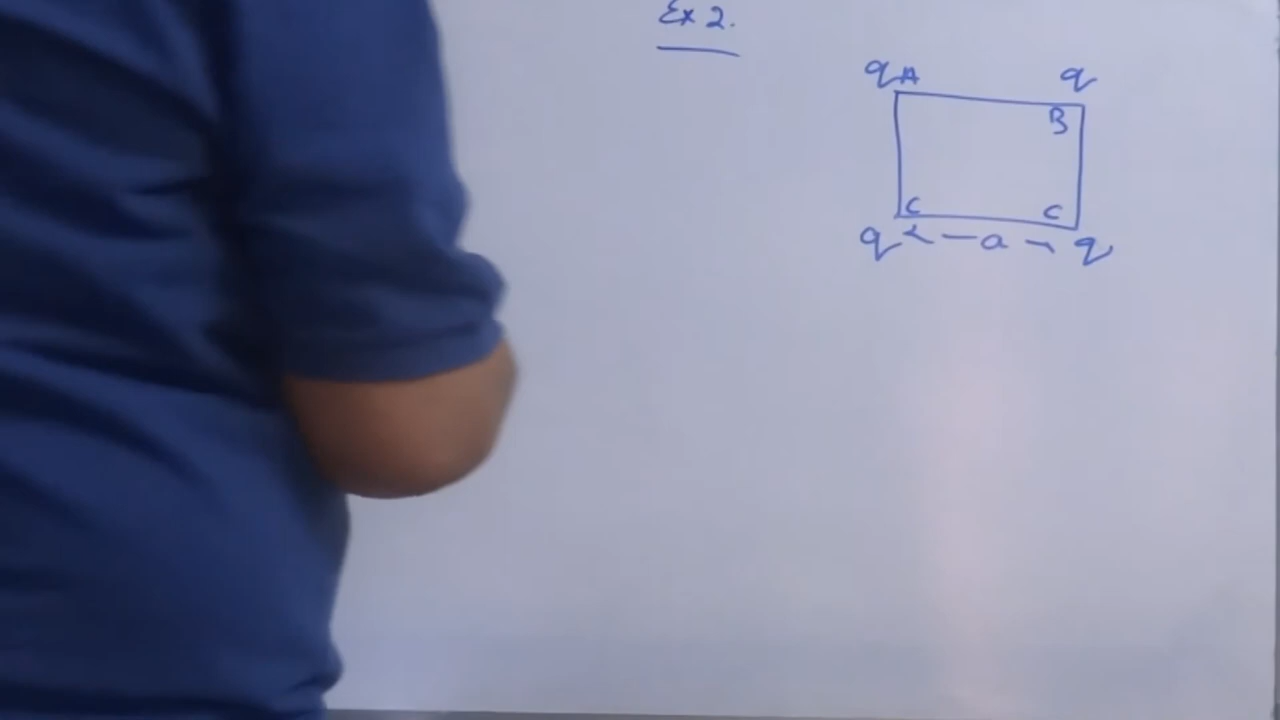 Ex 2.
q A q
B
C C
q a q